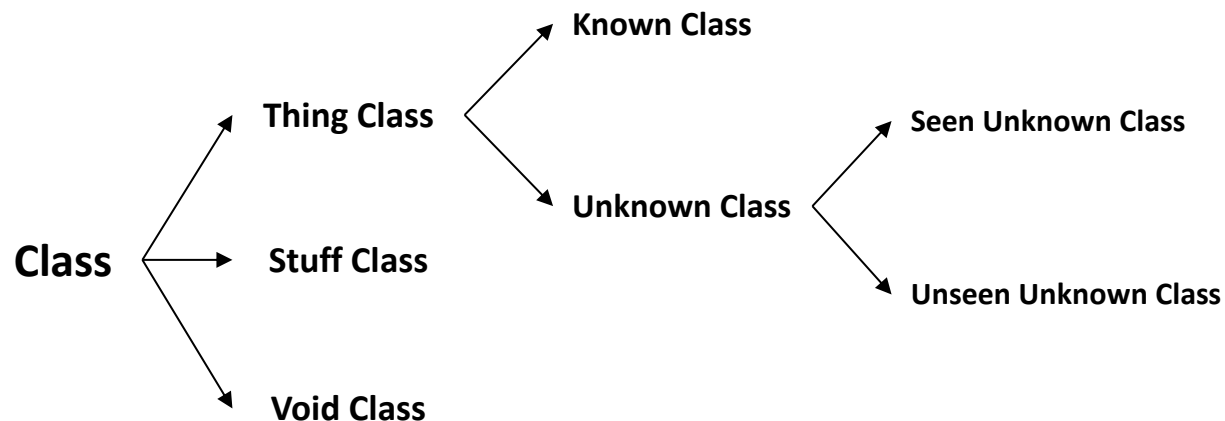 Known Class
Thing Class
Seen Unknown Class
Unknown Class
Class
Stuff Class
Unseen Unknown Class
Void Class